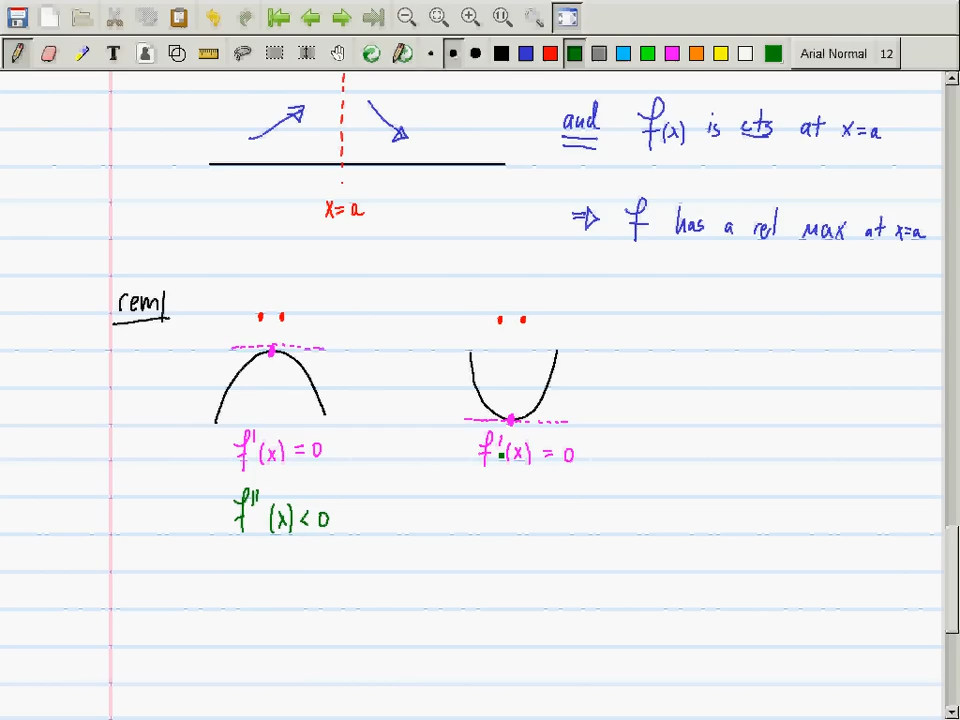 T
Arial Normal 12
and f(x) is cts at x=a
x=a
=> f has a rel max at x=a
rem
f'(x) = 0
f'(x) = 0
f''(x) < 0